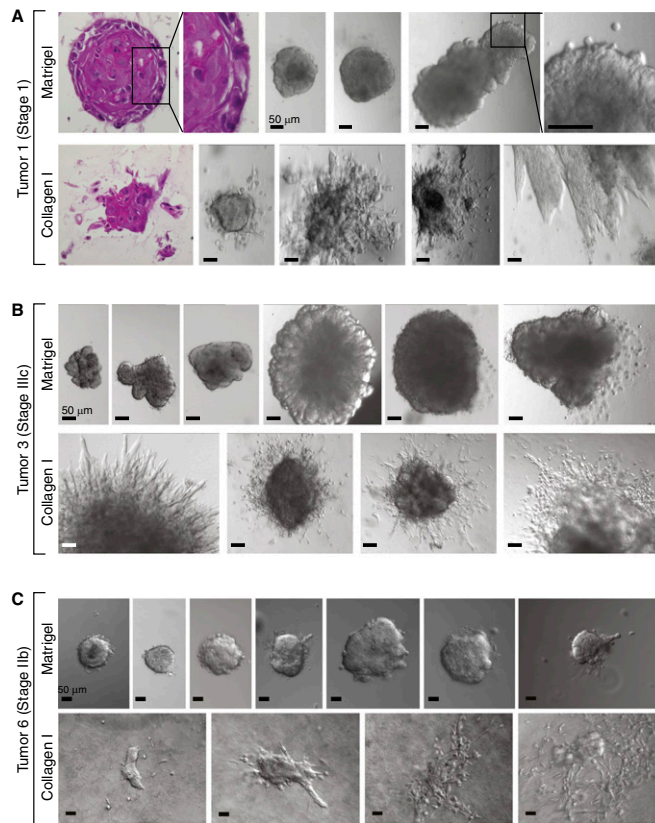 A
Tumor 1 (Stage 1)
Matrigel
50 μm
Collagen I
B
Tumor 3 (Stage IIIc)
Matrigel
50 μm
Collagen I
C
Tumor 6 (Stage IIb)
Matrigel
50 μm
Collagen I